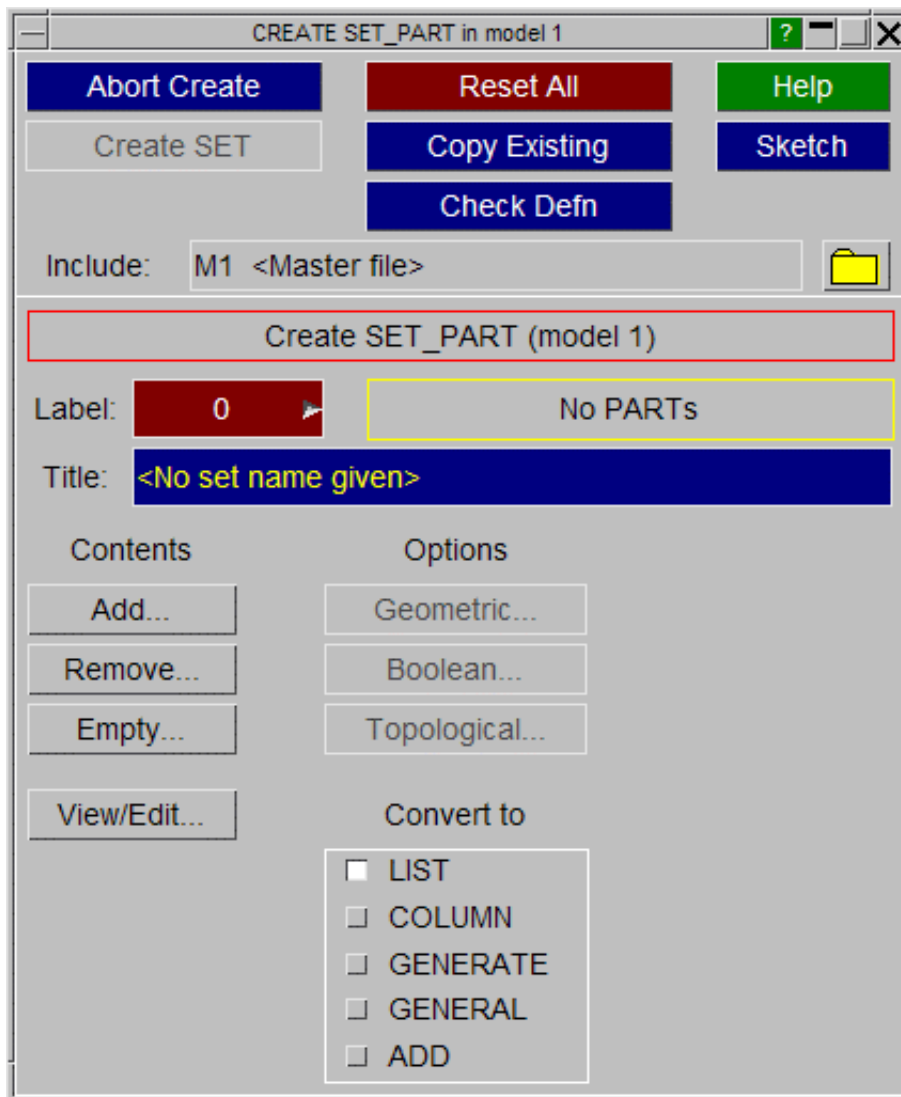 CREATE SET_PART in model 1 ?
Abort Create Reset All Help
Create SET Copy Existing Sketch
Check Defn
Include: M1 <Master file>
Create SET_PART (model 1)
Label: 0 No PARTs
Title: <No set name given>
Contents Options
Add... Geometric...
Remove... Boolean...
Empty... Topological...
View/Edit... Convert to
LIST
COLUMN
GENERATE
GENERAL
ADD